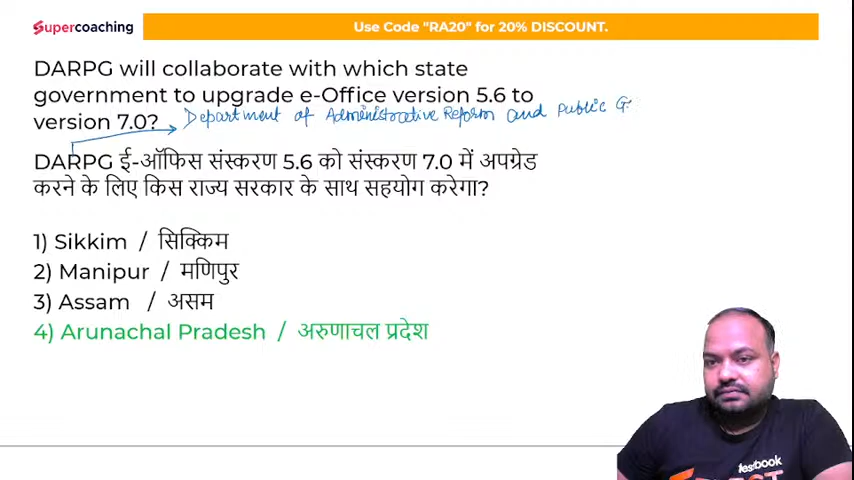 Supercoaching
Use Code "RA20" for 20% DISCOUNT.
DARPG will collaborate with which state
government to upgrade e-Office version 5.6 to
version 7.0?
Department of Administrative Reform and Public G
DARPG ई-ऑफिस संस्करण 5.6 को संस्करण 7.0 में अपग्रेड
करने के लिए किस राज्य सरकार के साथ सहयोग करेगा?
1) Sikkim / सिक्किम
2) Manipur / मणिपुर
3) Assam / असम
4) Arunachal Pradesh / अरुणाचल प्रदेश
testbook